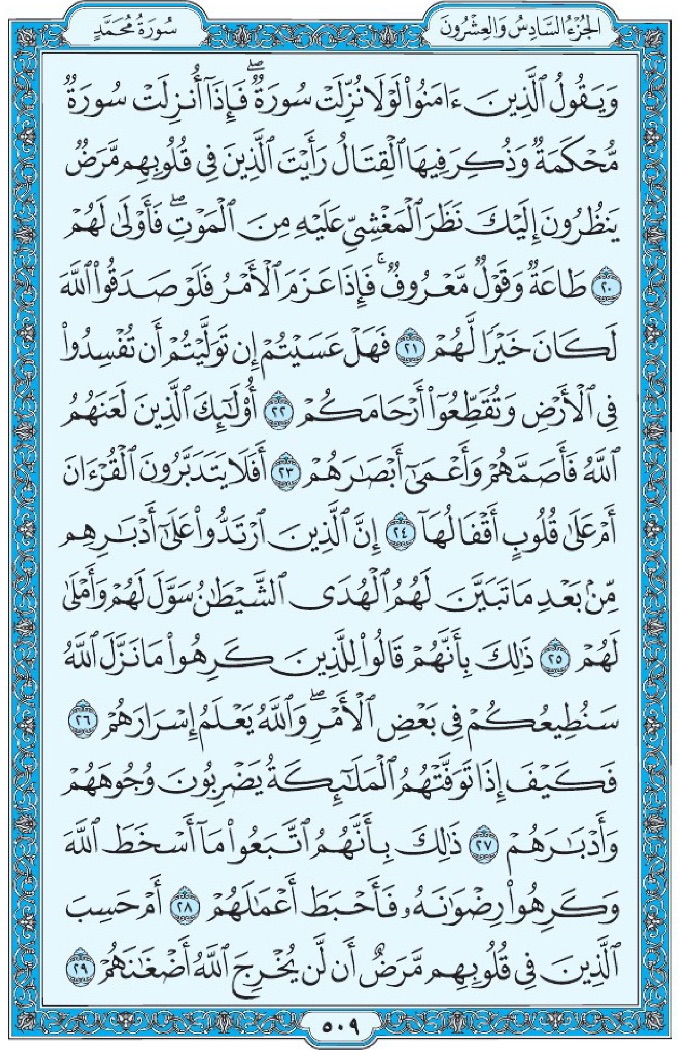 الجُزْءُ السَّادِسُ وَالعِشْرُونَ
سُورَةُ مُحَمَّدٍ
وَيَقُولُ ٱلَّذِينَ ءَامَنُواْ لَوْلَا نُزِّلَتْ سُورَةٌۖ فَإِذَآ أُنزِلَتْ سُورَةٌ
مُّحْكَمَةٌ وَذُكِرَ فِيهَا ٱلْقِتَالُ رَأَيْتَ ٱلَّذِينَ فِي قُلُوبِهِم مَّرَضٌ
يَنظُرُونَ إِلَيْكَ نَظَرَ ٱلْمَغْشِيِّ عَلَيْهِ مِنَ ٱلْمَوْتِۖ فَأَوْلَىٰ لَهُمْ
٢٠ طَاعَةٌ وَقَوْلٌ مَّعْرُوفٌۚ فَإِذَا عَزَمَ ٱلْأَمْرُ فَلَوْ صَدَقُواْ ٱللَّهَ
لَكَانَ خَيْرًا لَّهُمْ ٢١ فَهَلْ عَسَيْتُمْ إِن تَوَلَّيْتُمْ أَن تُفْسِدُواْ
فِي ٱلْأَرْضِ وَتُقَطِّعُوٓاْ أَرْحَامَكُمْ ٢٢ أُوْلَٰٓئِكَ ٱلَّذِينَ لَعَنَهُمُ
ٱللَّهُ فَأَصَمَّهُمْ وَأَعْمَىٰٓ أَبْصَٰرَهُمْ ٢٣ أَفَلَا يَتَدَبَّرُونَ ٱلْقُرْءَانَ
أَمْ عَلَىٰ قُلُوبٍ أَقْفَالُهَآ ٢٤ إِنَّ ٱلَّذِينَ ٱرْتَدُّواْ عَلَىٰٓ أَدْبَٰرِهِم
مِّنۢ بَعْدِ مَا تَبَيَّنَ لَهُمُ ٱلْهُدَى ٱلشَّيْطَٰنُ سَوَّلَ لَهُمْ وَأَمْلَىٰ
لَهُمْ ٢٥ ذَٰلِكَ بِأَنَّهُمْ قَالُواْ لِلَّذِينَ كَرِهُواْ مَا نَزَّلَ ٱللَّهُ
سَنُطِيعُكُمْ فِي بَعْضِ ٱلْأَمْرِۖ وَٱللَّهُ يَعْلَمُ إِسْرَارَهُمْ ٢٦
فَكَيْفَ إِذَا تَوَفَّتْهُمُ ٱلْمَلَٰٓئِكَةُ يَضْرِبُونَ وُجُوهَهُمْ
وَأَدْبَٰرَهُمْ ٢٧ ذَٰلِكَ بِأَنَّهُمُ ٱتَّبَعُواْ مَآ أَسْخَطَ ٱللَّهَ
وَكَرِهُواْ رِضْوَٰنَهُۥ فَأَحْبَطَ أَعْمَٰلَهُمْ ٢٨ أَمْ حَسِبَ
ٱلَّذِينَ فِي قُلُوبِهِم مَّرَضٌ أَن لَّن يُخْرِجَ ٱللَّهُ أَضْغَٰنَهُمْ ٢٩
٥٠٩